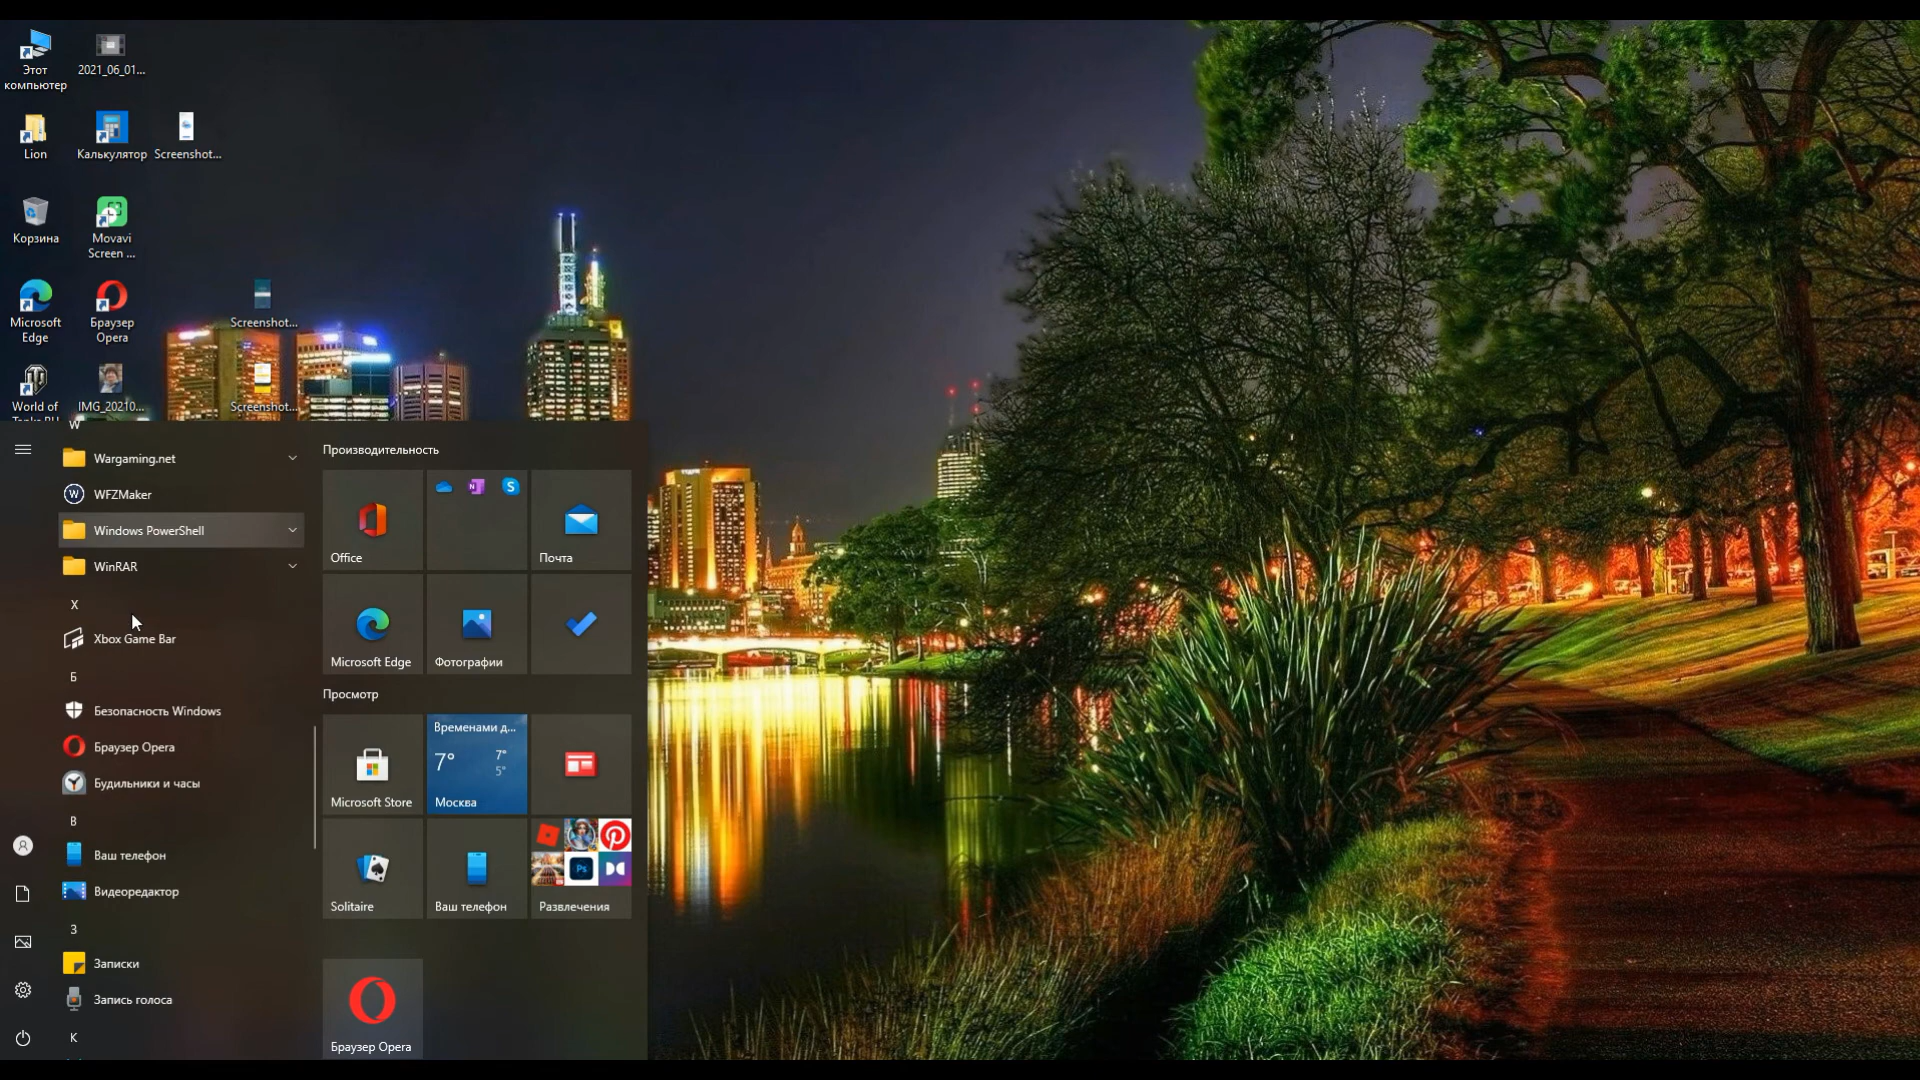 Этот
компьютер
2021_06_01...
Lion
Калькулятор
Screenshot...
Корзина
Movavi
Screen ...
Microsoft
Edge
Браузер
Opera
Screenshot...
World of
IMG_20210...
Screenshot...
W
Wargaming.net
WFZMaker
Windows PowerShell
WinRAR
X
Xbox Game Bar
Б
Безопасность Windows
Браузер Opera
Будильники и часы
В
Ваш телефон
Видеоредактор
З
Записки
Запись голоса
К
Производительность
Office
Почта
Microsoft Edge
Фотографии
Просмотр
Microsoft Store
Временами д...
7°
7°
5°
Москва
Solitaire
Ваш телефон
Ps
Развлечения
Браузер Opera